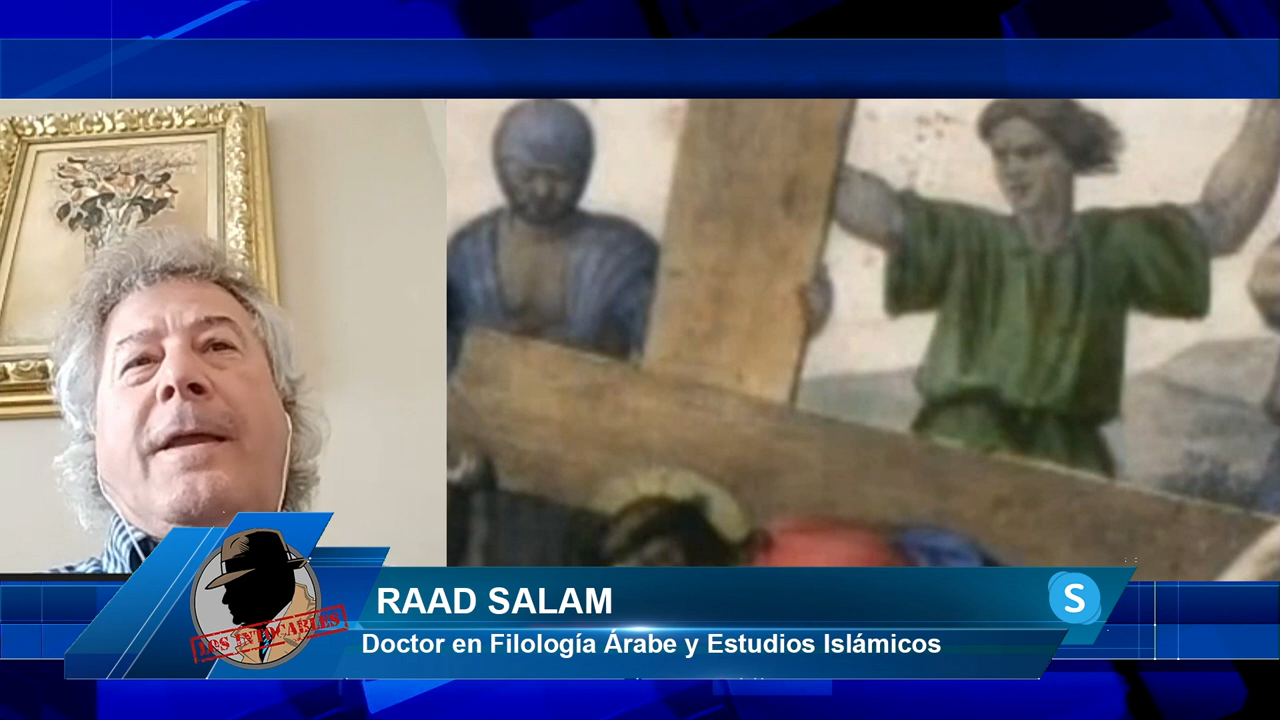 RAAD SALAM
Doctor en Filología Árabe y Estudios Islámicos
LOS INTOCABLES
S